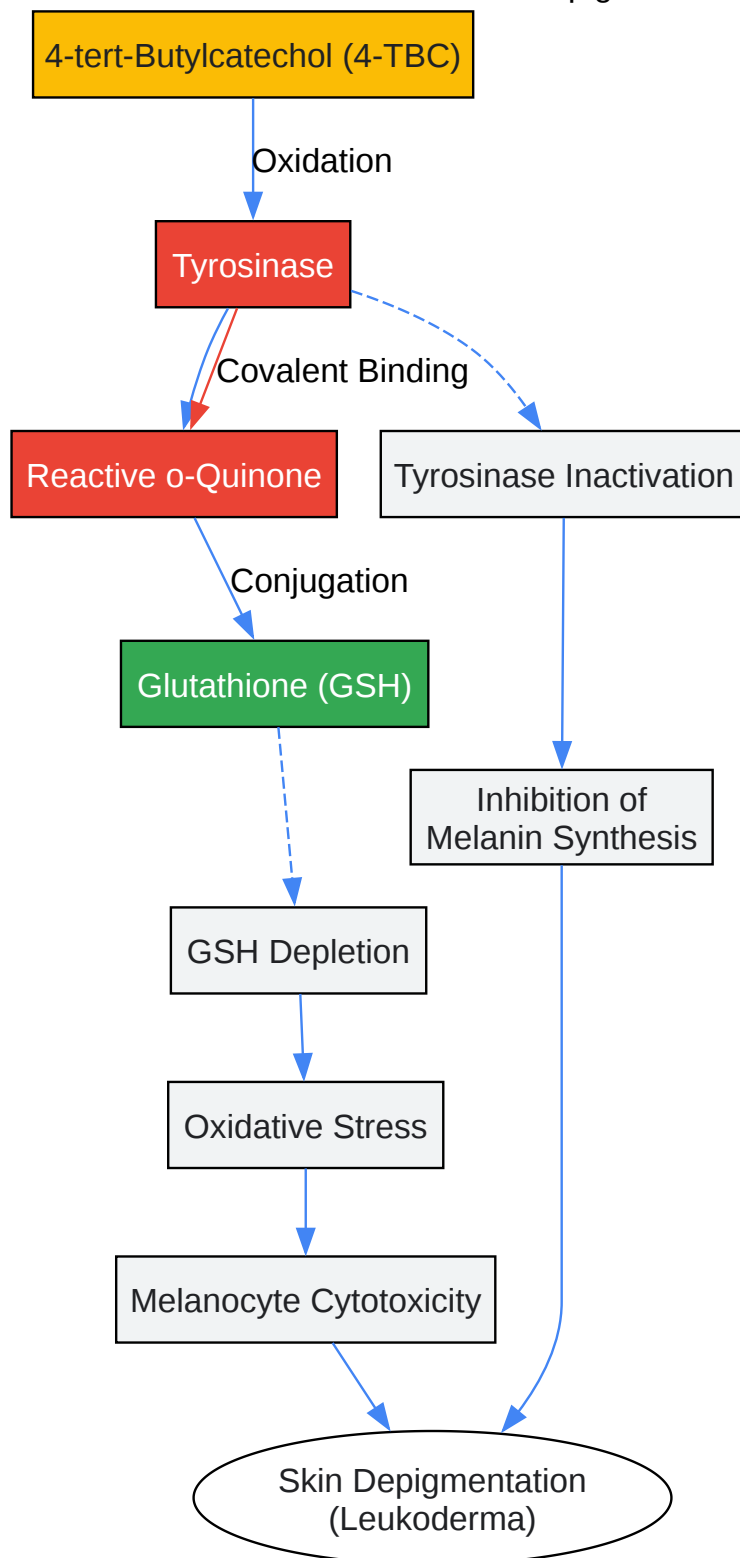 4-tert-Butylcatechol (4-TBC)
Oxidation
Tyrosinase
Covalent Binding
Reactive o-Quinone
Tyrosinase Inactivation
Conjugation
Glutathione (GSH)
Inhibition of
Melanin Synthesis
GSH Depletion
Oxidative Stress
Melanocyte Cytotoxicity
Skin Depigmentation
(Leukoderma)